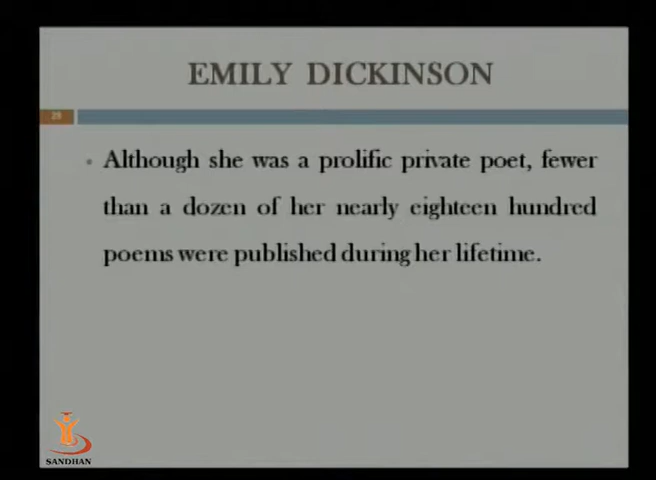 EMILY DICKINSON
Although she was a prolific private poet, fewer
than a dozen of her nearly eighteen hundred
poems were published during her lifetime.
SANDHAN